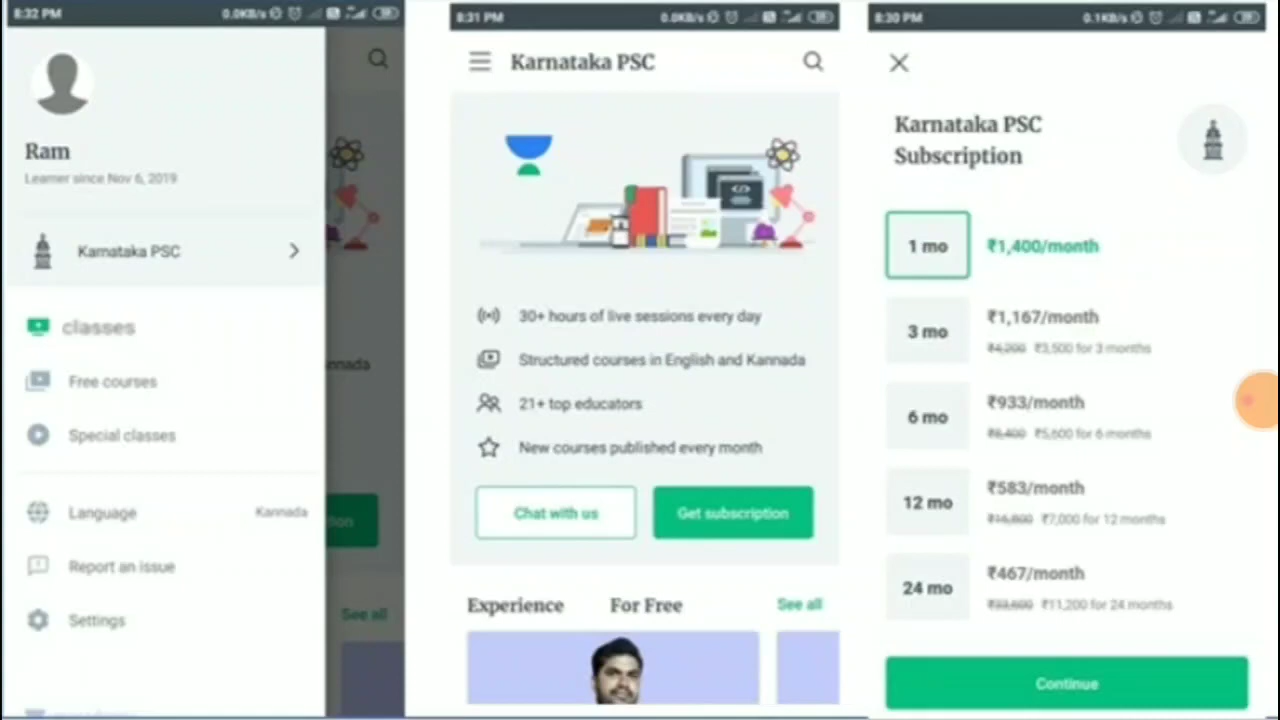 8:32 PM
0.0KB/s
Ram
Learner since Nov 6, 2019
Karnataka PSC
classes
Free courses
Special classes
Language
Kannada
Report an issue
Settings
nnada
See all
8:31 PM
0.0KB/s
Karnataka PSC
30+ hours of live sessions every day
Structured courses in English and Kannada
21+ top educators
New courses published every month
Chat with us
Get subscription
Experience For Free
See all
8:30 PM
0.1KB/s
Karnataka PSC
Subscription
1 mo
₹1,400/month
3 mo
₹1,167/month
₹4,200 ₹3,500 for 3 months
6 mo
₹933/month
₹8,400 ₹5,600 for 6 months
12 mo
₹583/month
₹16,800 ₹7,000 for 12 months
24 mo
₹467/month
₹33,600 ₹11,200 for 24 months
Continue